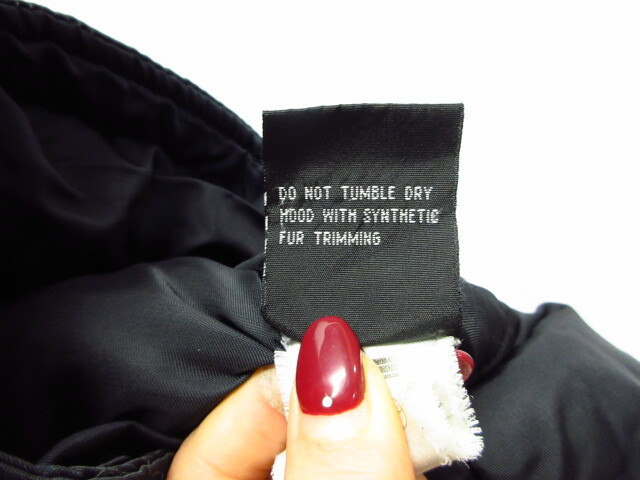 DO NOT TUMBLE DRY
HOOD WITH SYNTHETIC
FUR TRIMMING